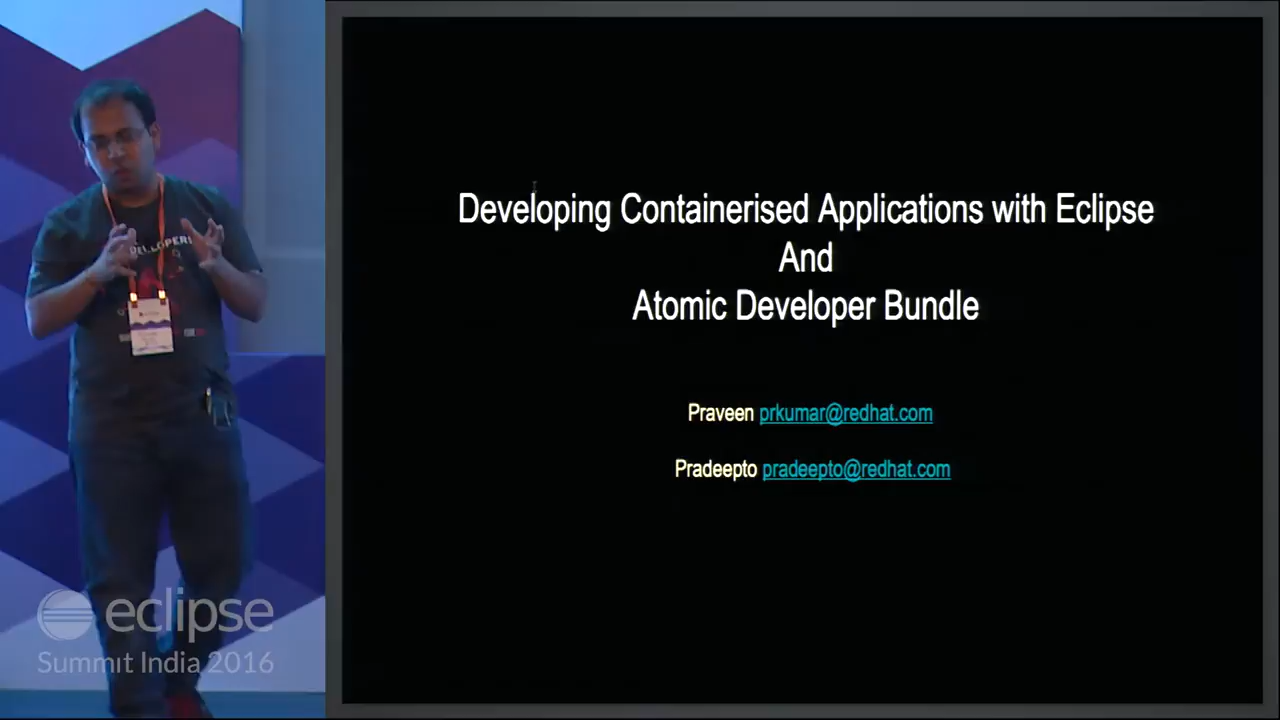 Developing Containerised Applications with Eclipse
And
Atomic Developer Bundle
Praveen prkumar@redhat.com
Pradeepto pradeepto@redhat.com
eclipse
Summit India 2016